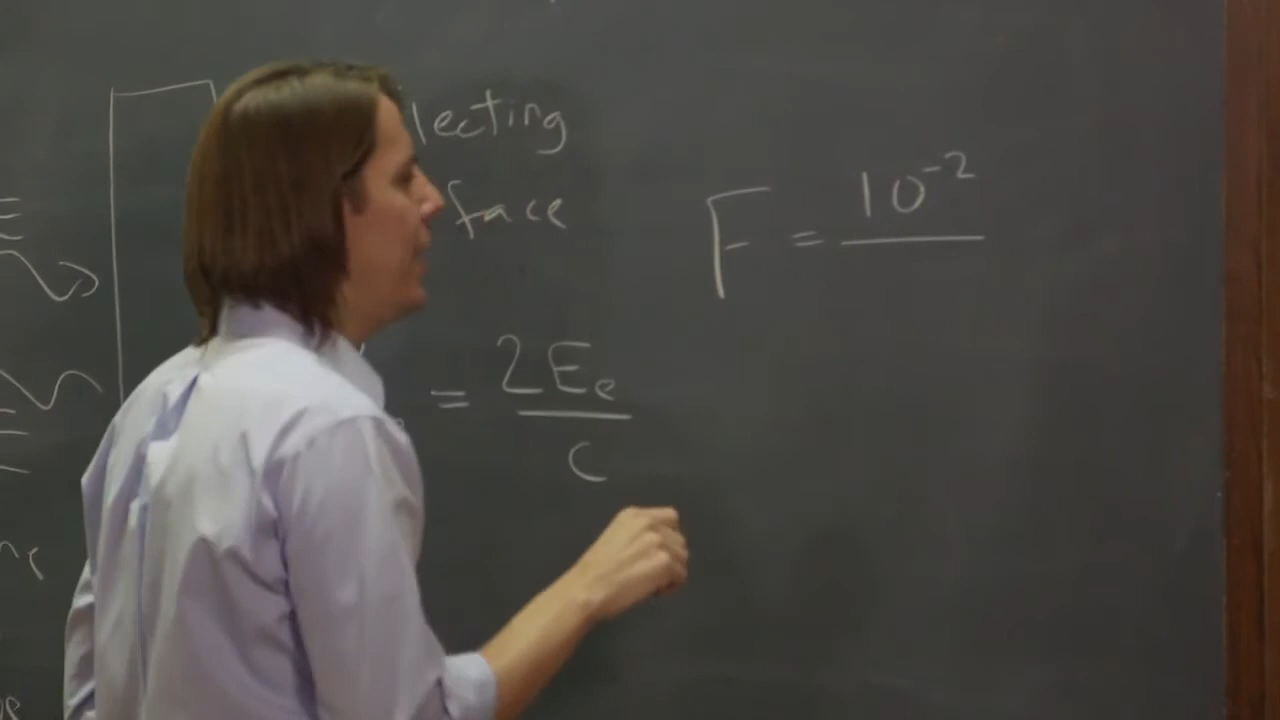 lecting
face
= 2Ee
c
F = 10⁻²